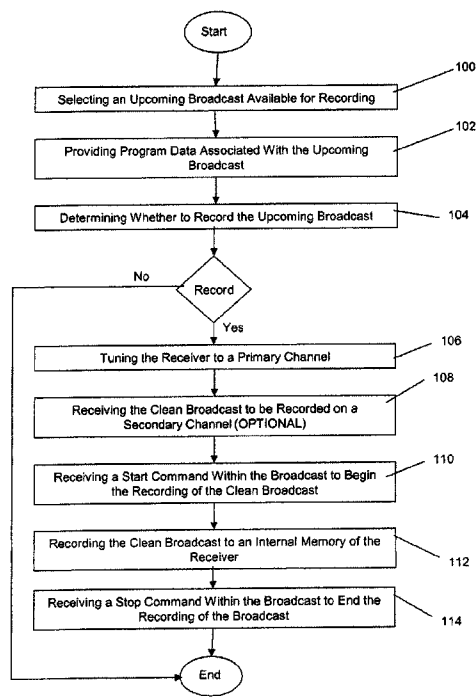 Start
100
Selecting an Upcoming Broadcast Available for Recording
102
Providing Program Data Associated With the Upcoming
Broadcast
Determining Whether to Record the Upcoming Broadcast
104
No
Record
Yes
106
Tuning the Receiver to a Primary Channel
108
Receiving the Clean Broadcast to be Recorded on a
Secondary Channel (OPTIONAL)
110
Receiving a Start Command Within the Broadcast to Begin
the Recording of the Clean Broadcast
Recording the Clean Broadcast to an Internal Memory of the
Receiver
112
Receiving a Stop Command Within the Broadcast to End the
Recording of the Broadcast
114
End